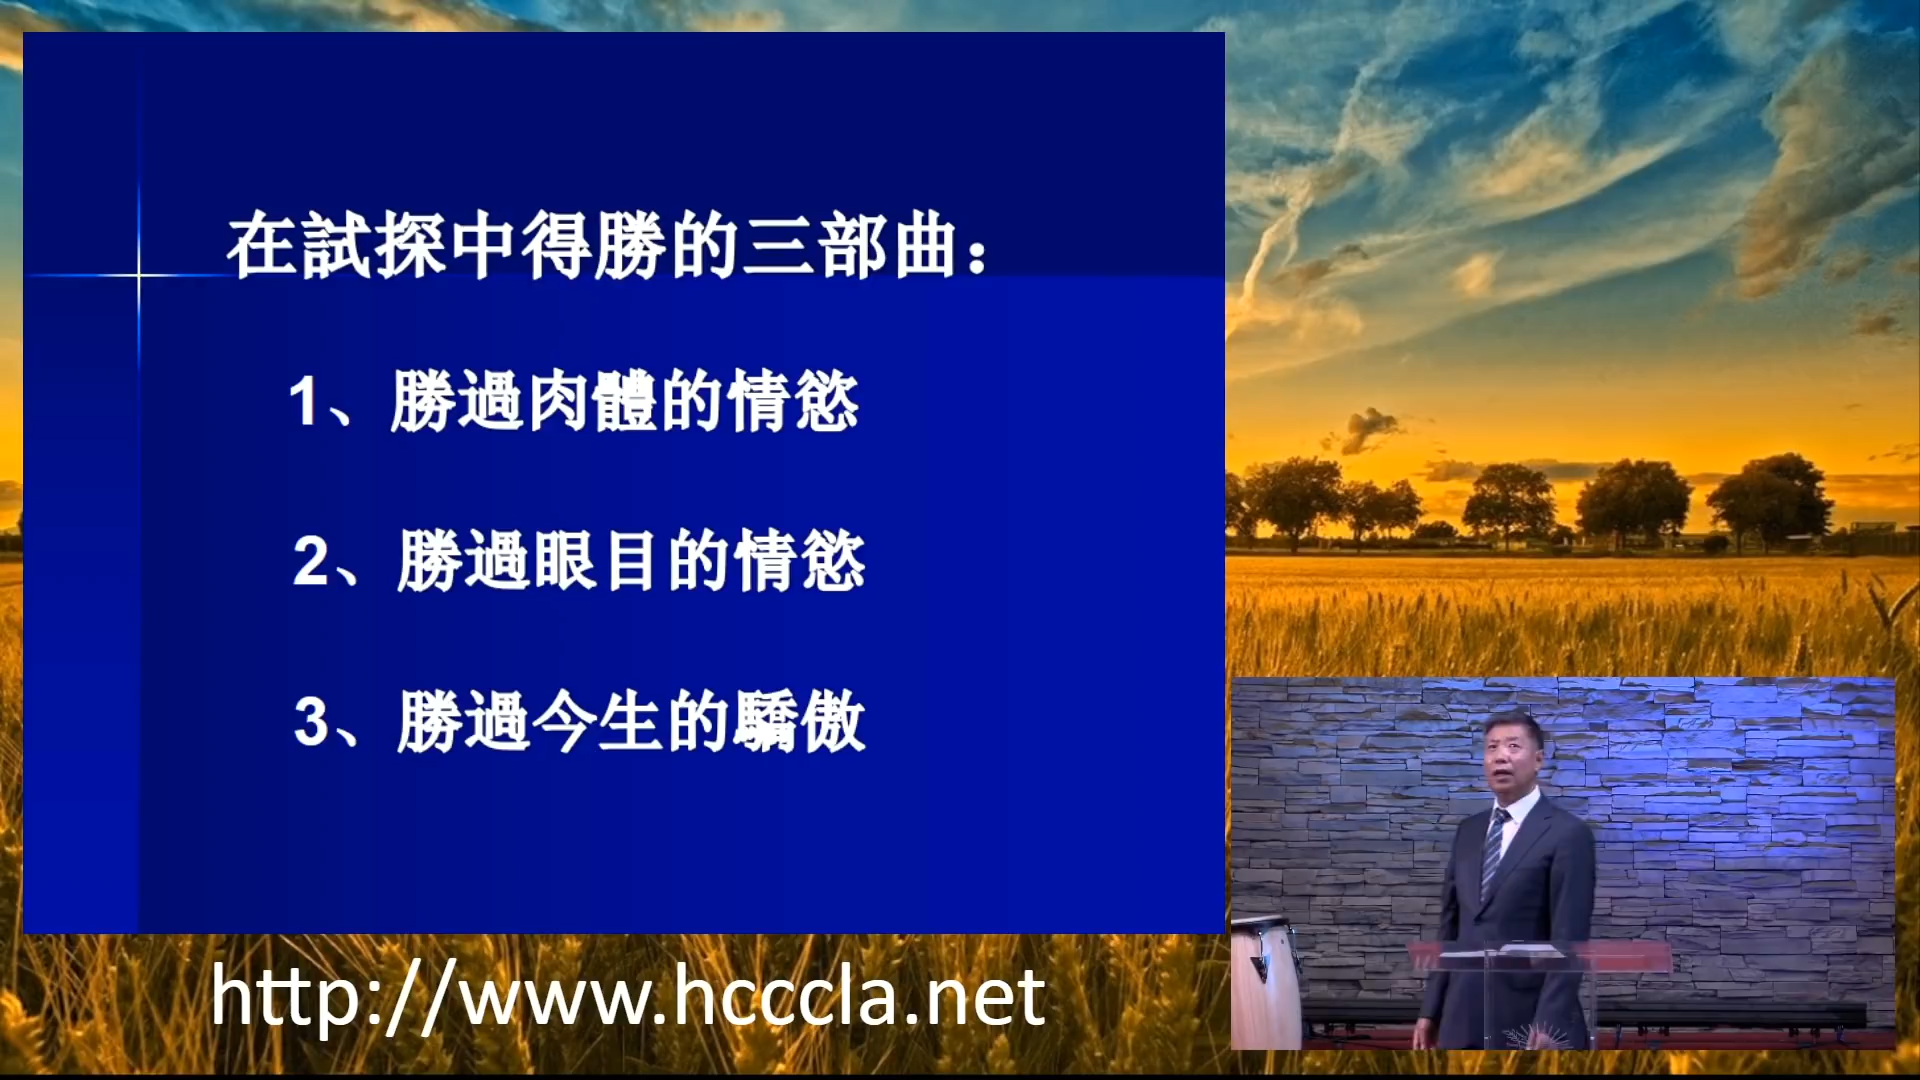 在試探中得勝的三部曲：
1、勝過肉體的情慾
2、勝過眼目的情慾
3、勝過今生的驕傲
http://www.hcccla.net